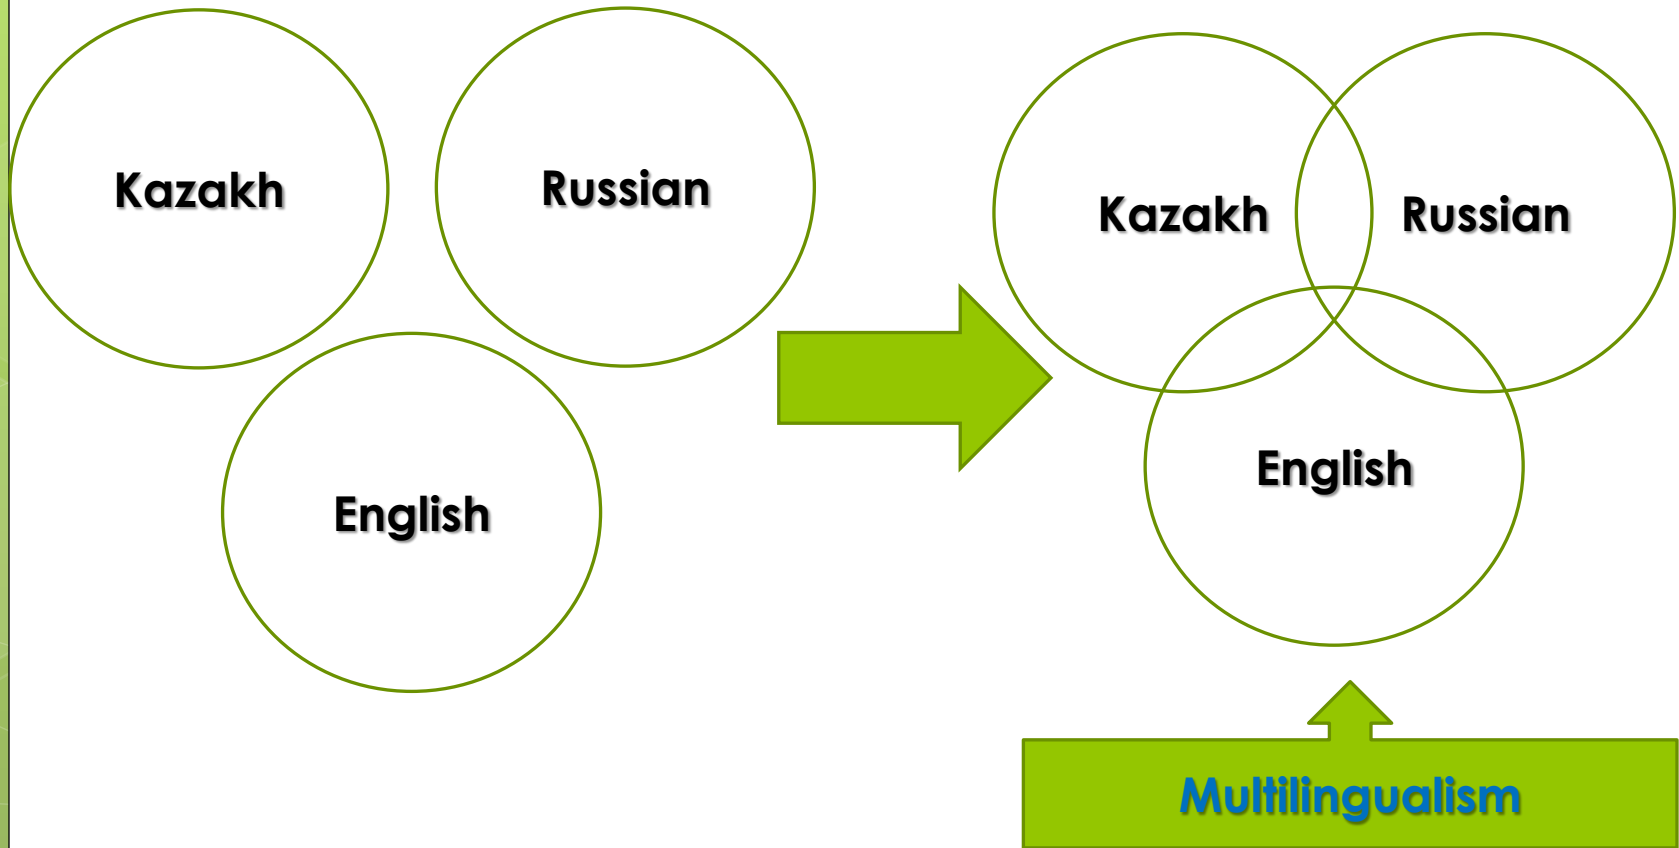 Kazakh
Russian
English
Kazakh
Russian
English
Multilingualism